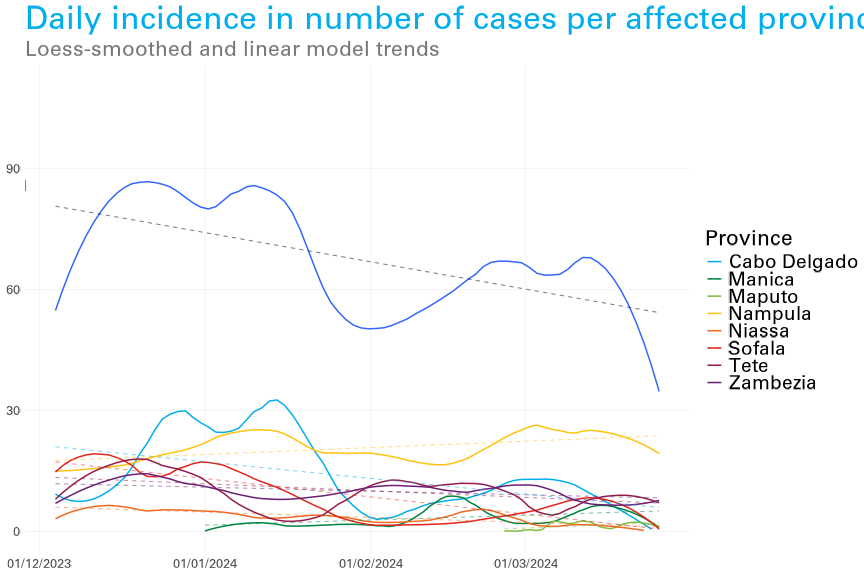 Daily incidence in number of cases per affected provinc
Loess-smoothed and linear model trends
90
60
30
0
01/12/2023
01/01/2024
01/02/2024
01/03/2024
Province
Cabo Delgado
Manica
Maputo
Nampula
Niassa
Sofala
Tete
Zambezia